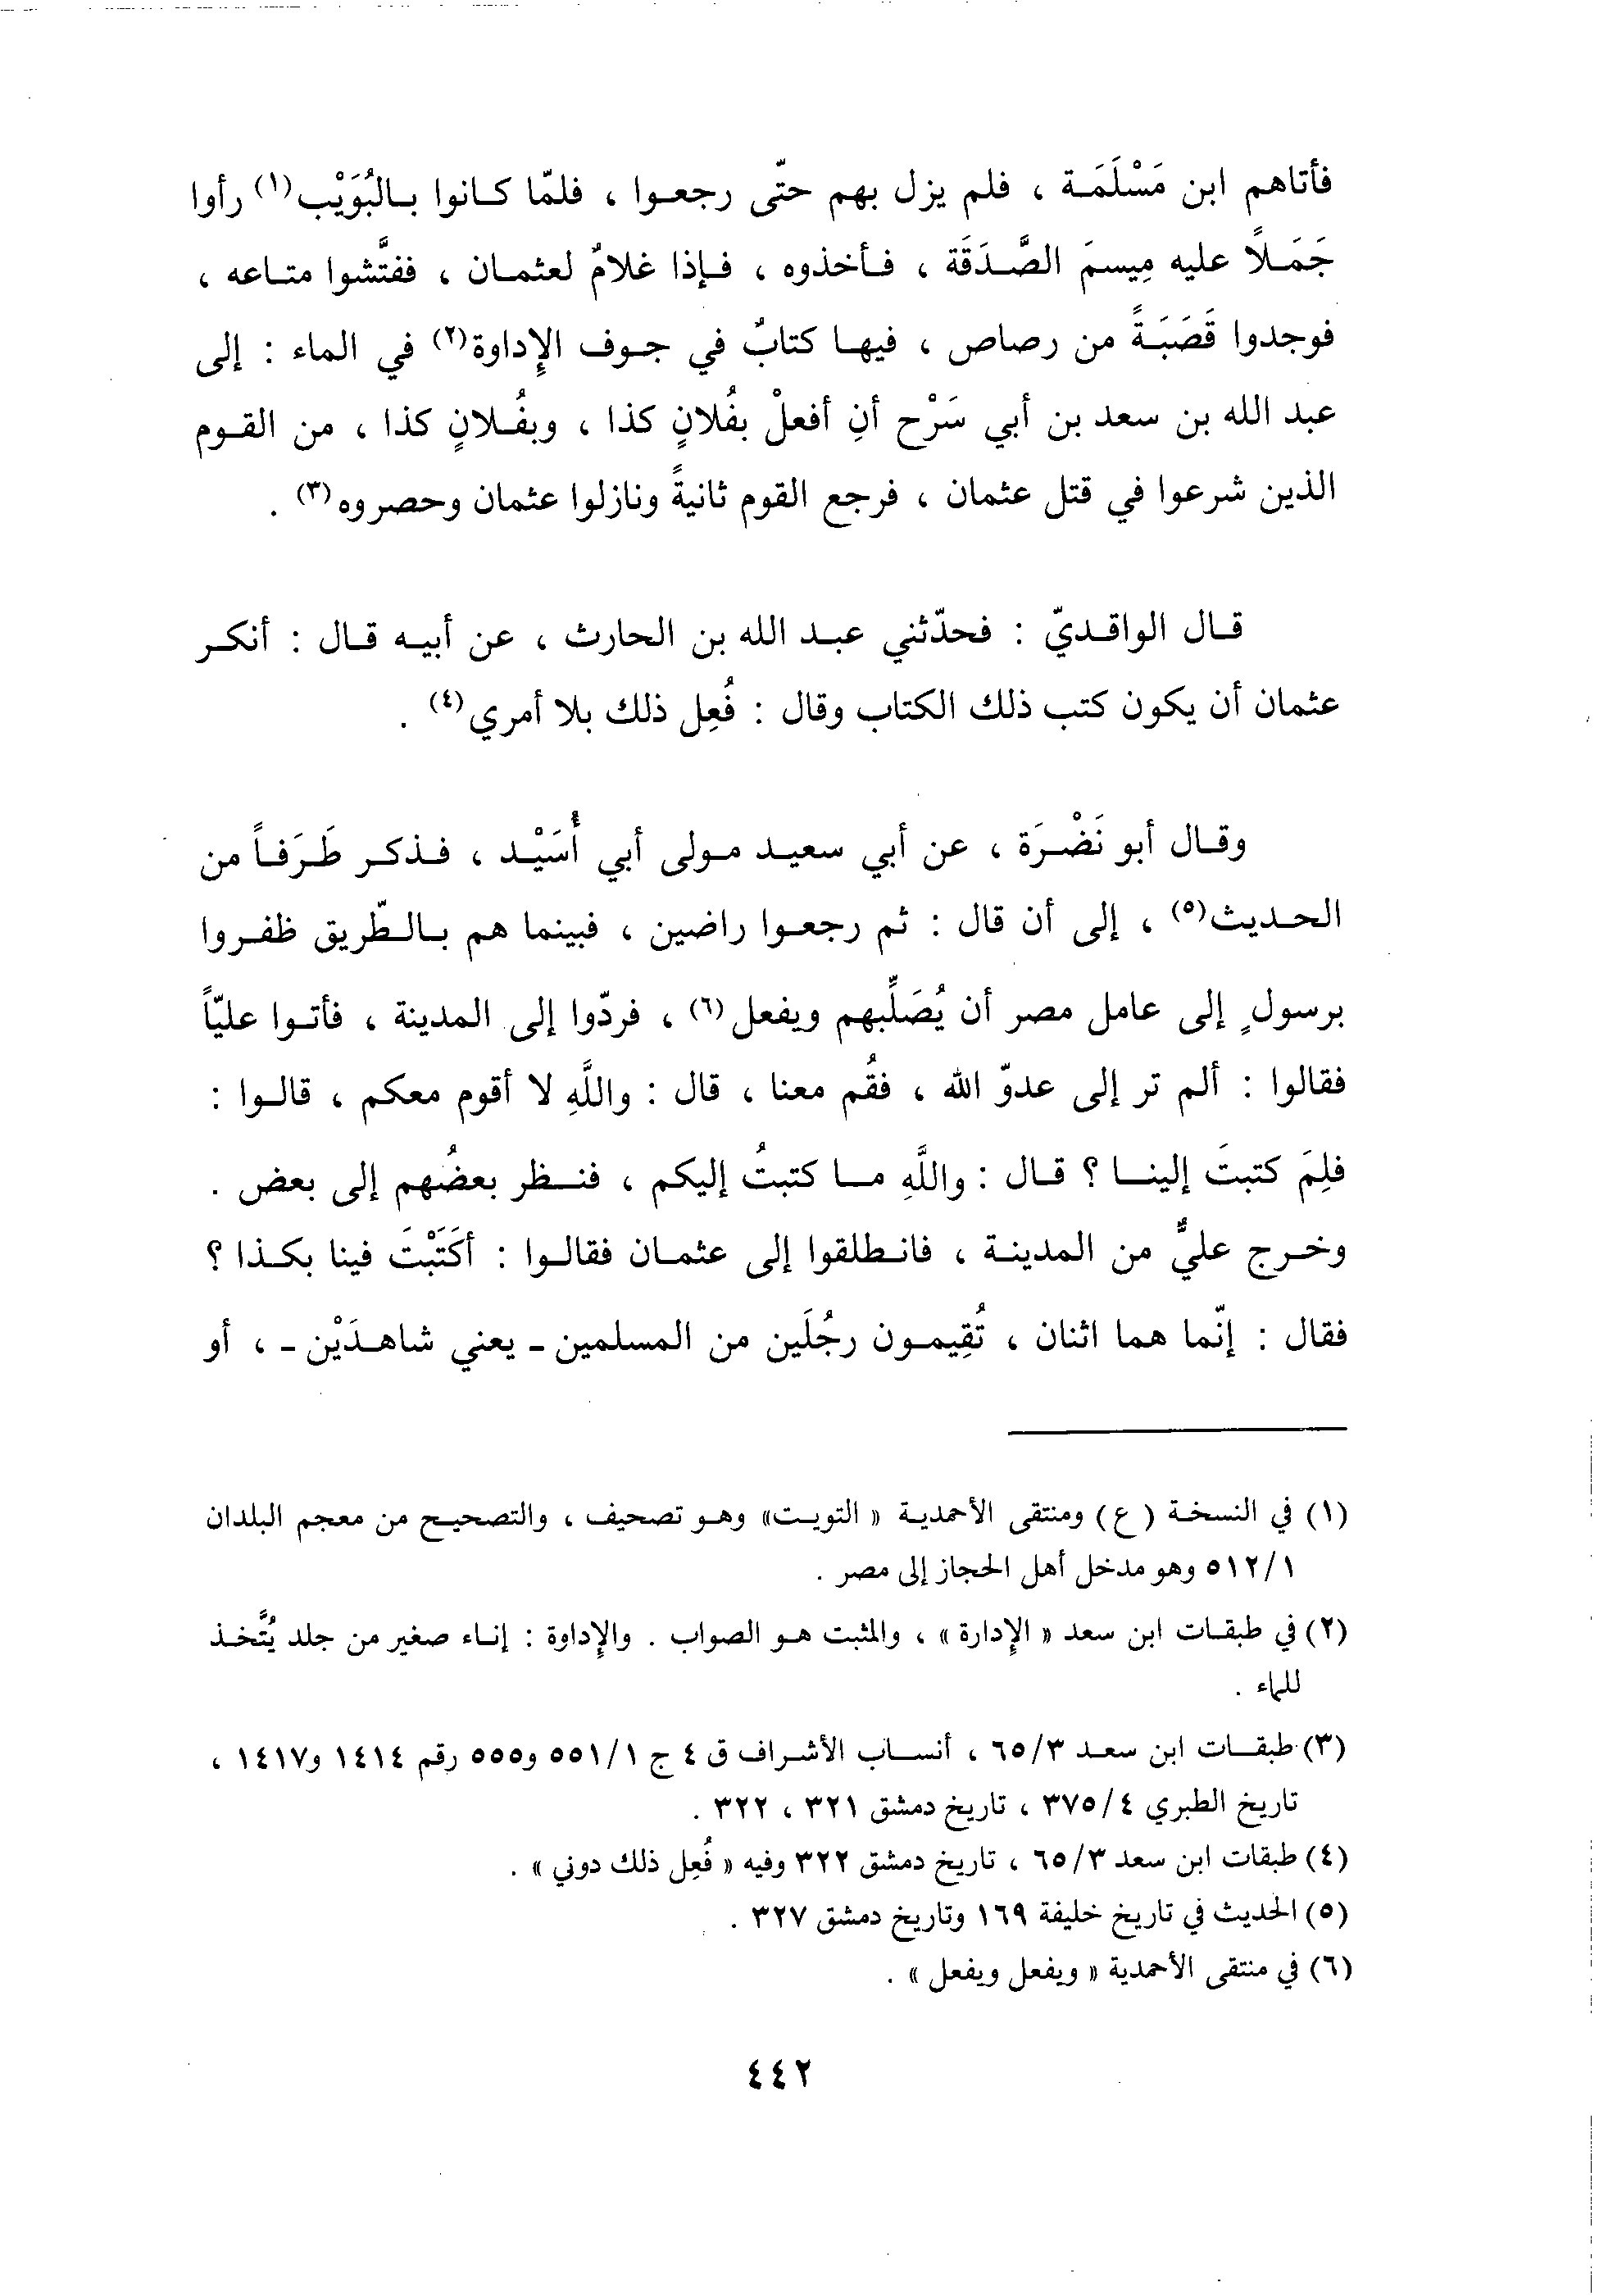 فأتاهم ابن مَسْلَمَة ، فلم يزل بهم حتّى رجعوا ، فلمّا كانوا بالبُوَيْب(١) رأوا
جَمَلاً عليه مِيسمَ الصَّدَقَة ، فأخذوه ، فإذا غلامٌ لعثمان ، ففتَّشوا متاعه ،
فوجدوا قَصَبَةً من رصاص ، فيها كتابٌ في جوف الإِداوة(٢) في الماء : إلى
عبد الله بن سعد بن أبي سَرْح أنِ أفعلْ بفُلانٍ كذا ، وبفُلانٍ كذا ، من القوم
الذين شرعوا في قتل عثمان ، فرجع القوم ثانيةً ونازلوا عثمان وحصروه(٣) .
قال الواقديّ : فحدّثني عبد الله بن الحارث ، عن أبيه قال : أنكر
عثمان أن يكون كتب ذلك الكتاب وقال : فُعِل ذلك بلا أمري(٤) .
وقال أبو نَضْرَة ، عن أبي سعيد مولى أبي أُسَيْد ، فذكر طَرَفاً من
الحديث(٥) ، إلى أن قال : ثم رجعوا راضين ، فبينما هم بالطّريق ظفروا
برسولٍ إلى عامل مصر أن يُصَلِّبهم ويفعل(٦) ، فردّوا إلى المدينة ، فأتوا عليّاً
فقالوا : ألم تر إلى عدوّ الله ، فقُم معنا ، قال : واللَّهِ لا أقوم معكم ، قالوا :
فلِمَ كتبتَ إلينا ؟ قال : واللَّهِ ما كتبتُ إليكم ، فنظر بعضُهم إلى بعض .
وخرج عليٌّ من المدينة ، فانطلقوا إلى عثمان فقالوا : أكَتَبْتَ فينا بكذا ؟
فقال : إنّما هما اثنان ، تُقِيمون رجُلَين من المسلمين ـ يعني شاهدَيْن ـ ، أو
(١) في النسخة (ع) ومنتقى الأحمدية « التويت» وهو تصحيف ، والتصحيح من معجم البلدان
٥١٢/١ وهو مدخل أهل الحجاز إلى مصر .
(٢) في طبقات ابن سعد « الإِدارة » ، والمثبت هو الصواب . والإِداوة : إناء صغير من جلد يُتَّخذ
للماء .
(٣) طبقات ابن سعد ٦٥/٣ ، أنساب الأشراف ق ٤ ج ٥٥١/١ و٥٥٥ رقم ١٤١٤ و١٤١٧ ،
تاريخ الطبري ٣٧٥/٤ ، تاريخ دمشق ٣٢١ ، ٣٢٢ .
(٤) طبقات ابن سعد ٦٥/٣ ، تاريخ دمشق ٣٢٢ وفيه « فُعِل ذلك دوني » .
(٥) الحديث في تاريخ خليفة ١٦٩ وتاريخ دمشق ٣٢٧ .
(٦) في منتقى الأحمدية « ويفعل ويفعل » .
٤٤٢